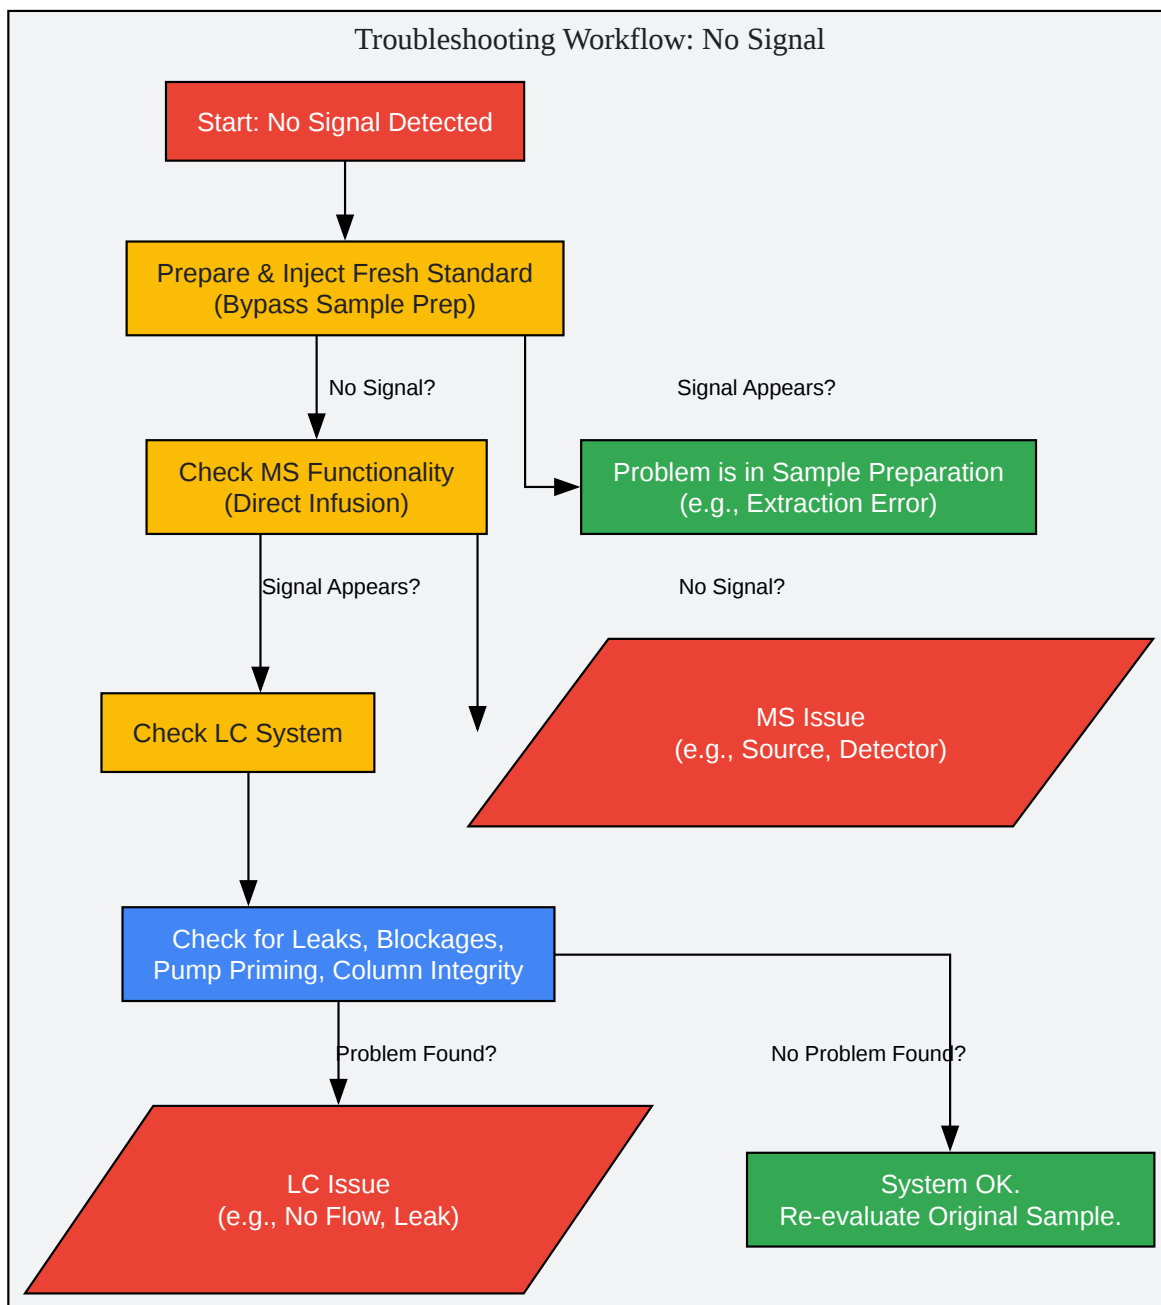 Troubleshooting Workflow: No Signal
Start: No Signal Detected
Prepare & Inject Fresh Standard
(Bypass Sample Prep)
No Signal?
Signal Appears?
Check MS Functionality
(Direct Infusion)
Problem is in Sample Preparation
(e.g., Extraction Error)
Signal Appears?
No Signal?
Check LC System
MS Issue
(e.g., Source, Detector)
Check for Leaks, Blockages,
Pump Priming, Column Integrity
Problem Found?
No Problem Found?
LC Issue
(e.g., No Flow, Leak)
System OK.
Re-evaluate Original Sample.